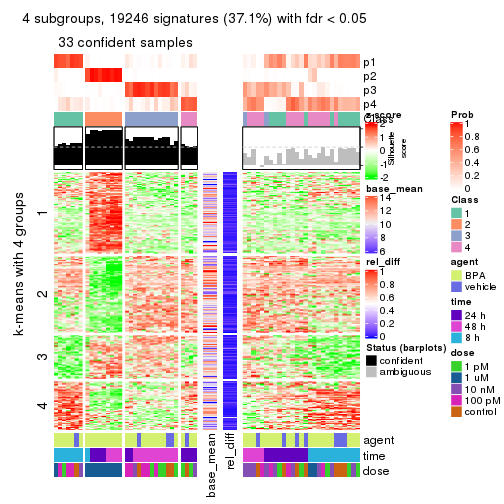 4 subgroups, 19246 signatures (37.1%) with fdr < 0.05
33 confident samples
p1
p2
p3
p4
Class
Silhouette
score
k-means with 4 groups
1
2
3
4
agent
time
dose
base_mean
rel_diff
z-score
2
1
0
-1
-2
base_mean
14
12
10
8
6
rel_diff
1
0.8
0.6
0.4
0.2
0
Status (barplots)
confident
ambiguous
Prob
1
0.8
0.6
0.4
0.2
0
Class
1
2
3
4
agent
BPA
vehicle
time
24 h
48 h
8 h
dose
1 pM
1 uM
10 nM
100 pM
control